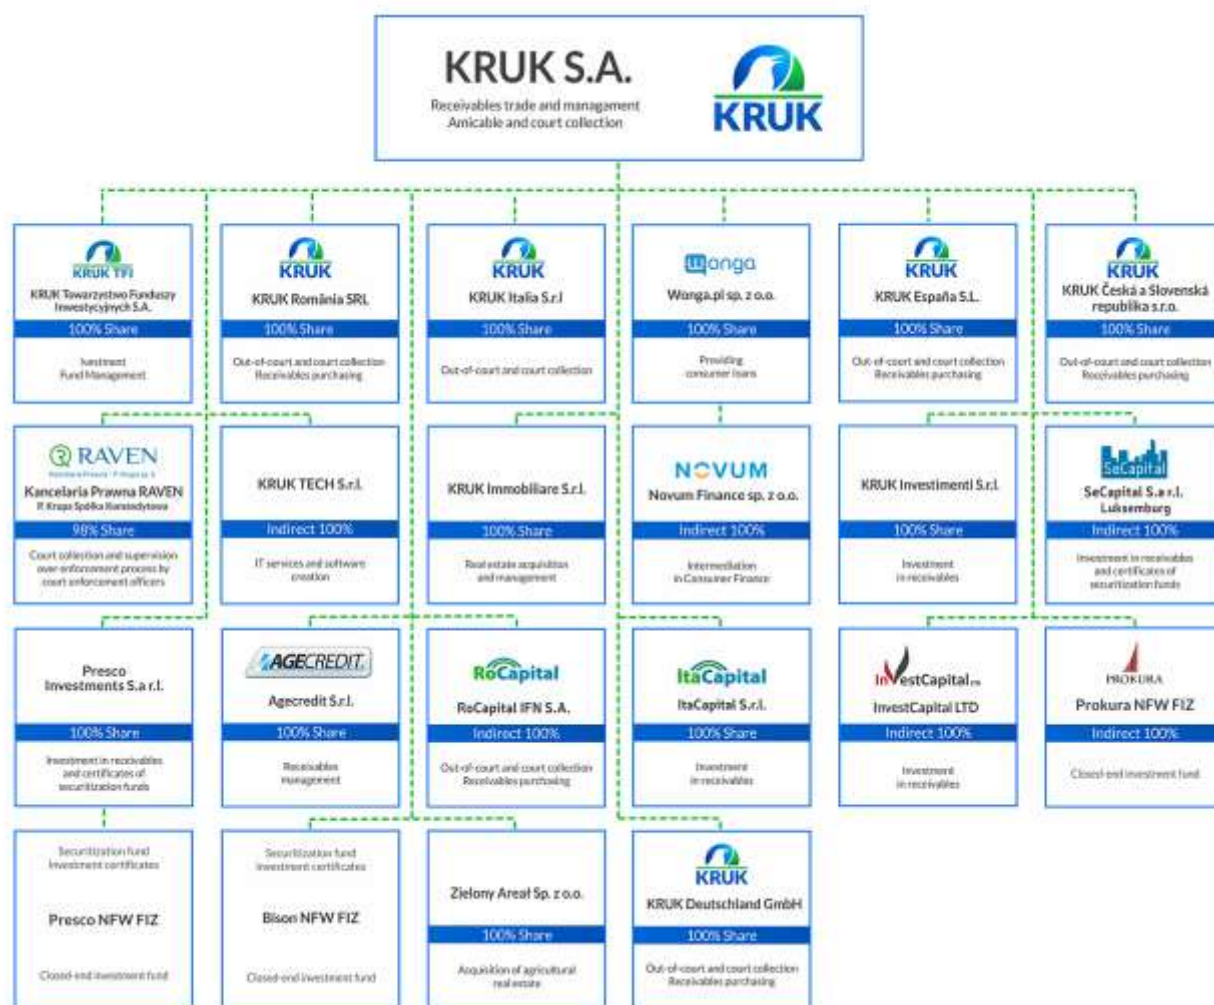 KRUK S.A.
Receivables trade and management
Amicable and court collection
KRUK
KRUK TFI
KRUK Towarzystwo Funduszy
Inwestycyjnych S.A.
100% Share
Ivestment
Fund Management
KRUK
KRUK România SRL
100% Share
Out-of-court and court collection
Receivables purchasing
KRUK
KRUK Italia S.r.l
100% Share
Out-of-court and court collection
wonga
Wonga.pl sp. z o.o.
100% Share
Providing
consumer loans
KRUK
KRUK España S.L.
100% Share
Out-of-court and court collection
Receivables purchasing
KRUK
KRUK Česká a Slovenská
republika s.r.o.
100% Share
Out-of-court and court collection
Receivables purchasing
RAVEN
Kancelaria Prawna RAVEN
P. Krupa Spółka Komandytowa
98% Share
Court collection and supervision
over enforcement process by
court enforcement officers
KRUK TECH S.r.l.
Indirect 100%
IT services and software
creation
KRUK Immobiliare S.r.l.
100% Share
Real estate acquisition
and management
NOVUM
Novum Finance sp. z o.o.
Indirect 100%
Intermediation
in Consumer Finance
KRUK Investimenti S.r.l.
100% Share
Investment
in receivables
SeCapital
SeCapital S.a r.l.
Luksemburg
Indirect 100%
Investment in receivables
and certificates of
securitization funds
Presco
Investments S.a r.l.
100% Share
Investment in receivables
and certificates of
securitization funds
AGECREDIT
Agecredit S.r.l.
100% Share
Receivables
management
RoCapital
RoCapital IFN S.A.
Indirect 100%
Out-of-court and court collection
Receivables purchasing
ItaCapital
ItaCapital S.r.l.
100% Share
Investment
in receivables
InVestCapital LTD
InvestCapital LTD
Indirect 100%
Investment
in receivables
PROKURA
Prokura NFW FIZ
Indirect 100%
Closed-end investment fund
Securitization fund
Investment certificates
Presco NFW FIZ
Closed-end investment fund
Securitization fund
investment certificates
Bison NFW FIZ
Closed-end investment fund
Zielony Areał Sp. z o.o.
100% Share
Acquisition of agricultural
real estate
KRUK
KRUK Deutschland GmbH
100% Share
Out-of-court and court collection
Receivables purchasing